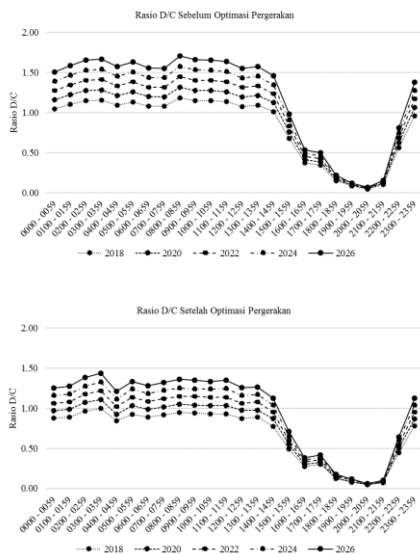 Rasio D/C Sebelum Optimasi Pergerakan
2.00
1.50
1.00
0.50
0.00
Rasio D/C
0000 - 0059
0100 - 0159
0200 - 0259
0300 - 0359
0400 - 0459
0500 - 0559
0600 - 0659
0700 - 0759
0800 - 0859
0900 - 0959
1000 - 1059
1100 - 1159
1200 - 1259
1300 - 1359
1400 - 1459
1500 - 1559
1600 - 1659
1700 - 1759
1800 - 1859
1900 - 1959
2000 - 2059
2100 - 2159
2200 - 2259
2300 - 2359
2018 2020 2022 2024 2026
Rasio D/C Setelah Optimasi Pergerakan
2.00
1.50
1.00
0.50
0.00
Rasio D/C
0000 - 0059
0100 - 0159
0200 - 0259
0300 - 0359
0400 - 0459
0500 - 0559
0600 - 0659
0700 - 0759
0800 - 0859
0900 - 0959
1000 - 1059
1100 - 1159
1200 - 1259
1300 - 1359
1400 - 1459
1500 - 1559
1600 - 1659
1700 - 1759
1800 - 1859
1900 - 1959
2000 - 2059
2100 - 2159
2200 - 2259
2300 - 2359
2018 2020 2022 2024 2026